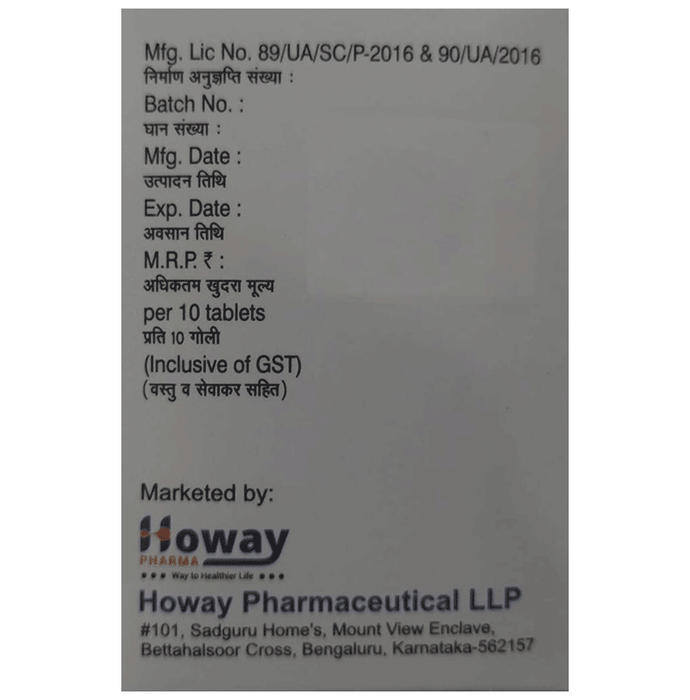 Mfg. Lic No. 89/UA/SC/P-2016 & 90/UA/2016
निर्माण अनुज्ञप्ति संख्या :
Batch No. :
घान संख्या :
Mfg. Date :
उत्पादन तिथि
Exp. Date :
अवसान तिथि
M.R.P. ₹ :
अधिकतम खुदरा मूल्य
per 10 tablets
प्रति 10 गोली
(Inclusive of GST)
(वस्तु व सेवाकर सहित)
Marketed by:
Howay
PHARMA
Way to Healthier Life
Howay Pharmaceutical LLP
#101, Sadguru Home's, Mount View Enclave,
Bettahalsoor Cross, Bengaluru, Karnataka-562157